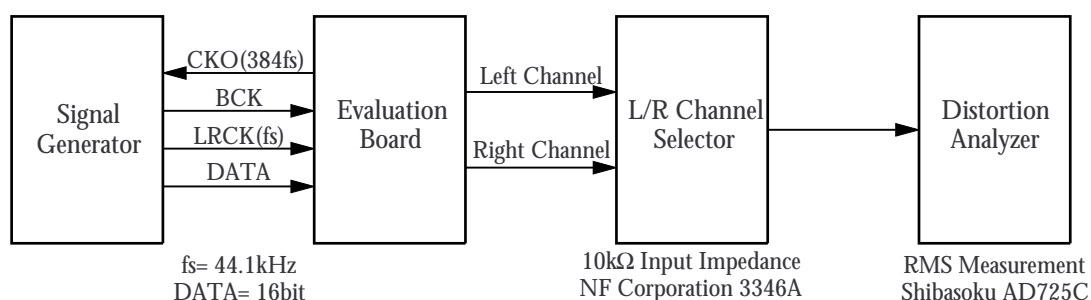 Signal
Generator
CKO(384fs)
BCK
LRCK(fs)
DATA
Evaluation
Board
Left Channel
Right Channel
L/R Channel
Selector
Distortion
Analyzer
fs= 44.1kHz
DATA= 16bit
10kΩ Input Impedance
NF Corporation 3346A
RMS Measurement
Shibasoku AD725C